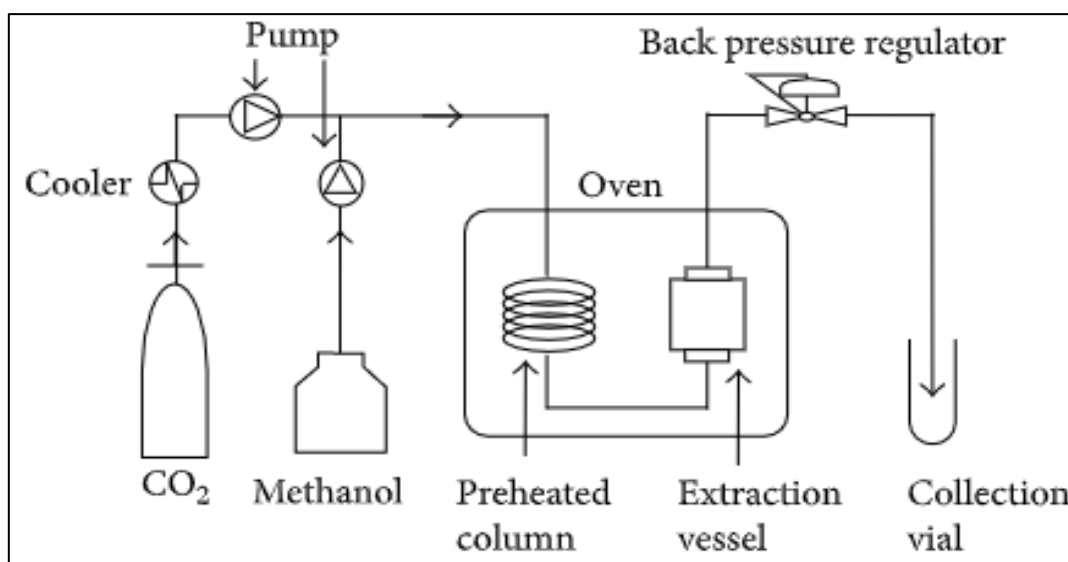 Pump
Back pressure regulator
Cooler
Oven
CO₂
Methanol
Preheated
column
Extraction
vessel
Collection
vial